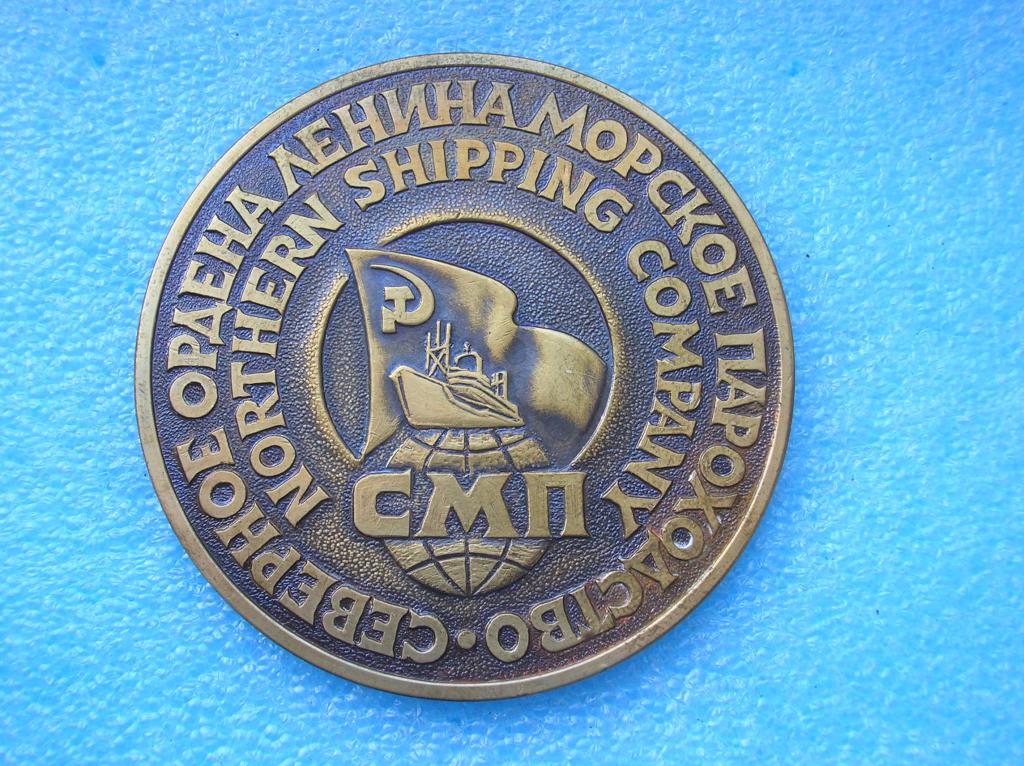 СЕВЕРНОЕ ОРДЕНА ЛЕНИНА МОРСКОЕ ПАРОХОДСТВО •
NORTHERN SHIPPING COMPANY
СМП